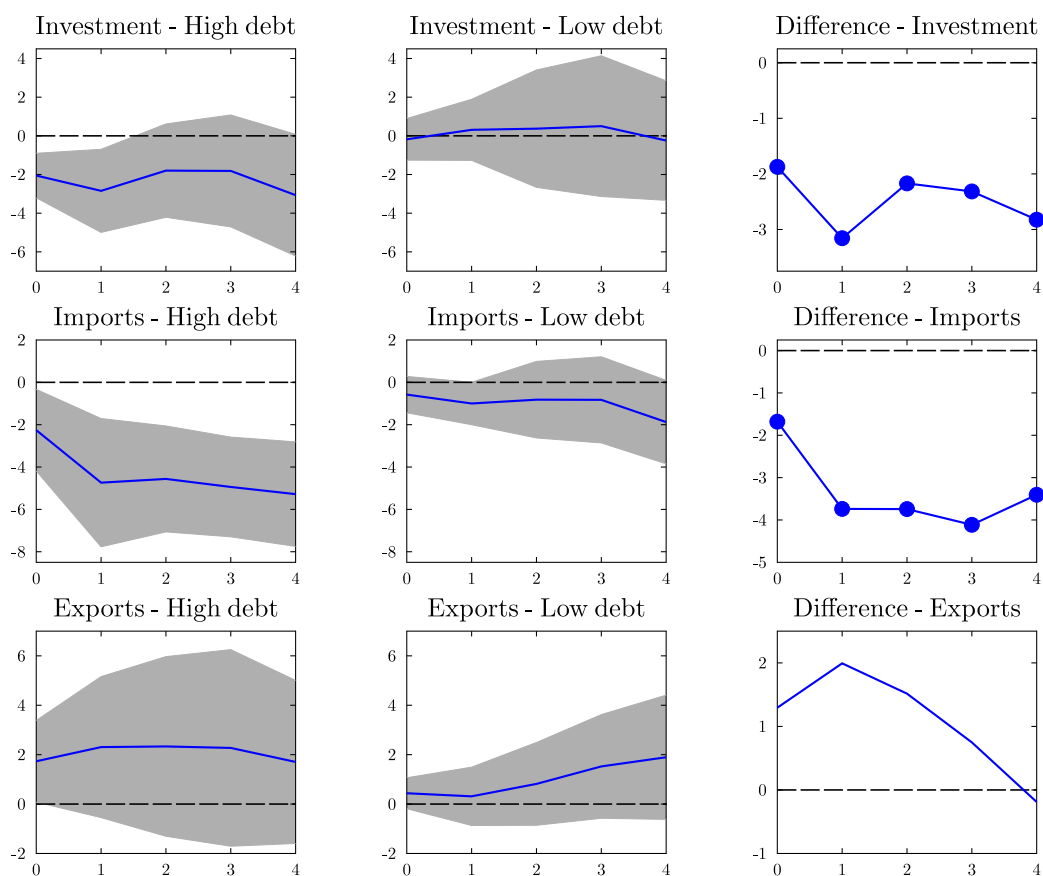 Investment - High debt
4
2
0
-2
-4
-6
0 1 2 3 4
Investment - Low debt
4
2
0
-2
-4
-6
0 1 2 3 4
Difference - Investment
0
-1
-2
-3
0 1 2 3 4
Imports - High debt
2
0
-2
-4
-6
-8
0 1 2 3 4
Imports - Low debt
2
0
-2
-4
-6
-8
0 1 2 3 4
Difference - Imports
0
-1
-2
-3
-4
-5
0 1 2 3 4
Exports - High debt
6
4
2
0
-2
0 1 2 3 4
Exports - Low debt
6
4
2
0
-2
0 1 2 3 4
Difference - Exports
2
1
0
-1
0 1 2 3 4